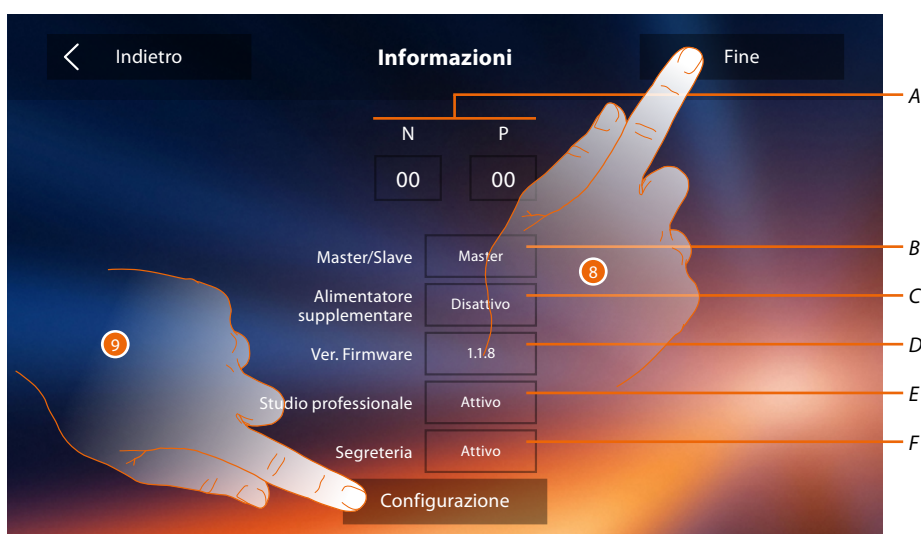 Indietro Informazioni Fine
A
N P
00 00
Master/Slave Master B
8
Alimentatore supplementare Disattivo C
9
Ver. Firmware 1.1.8 D
Studio professionale Attivo E
Segreteria Attivo F
Configurazione